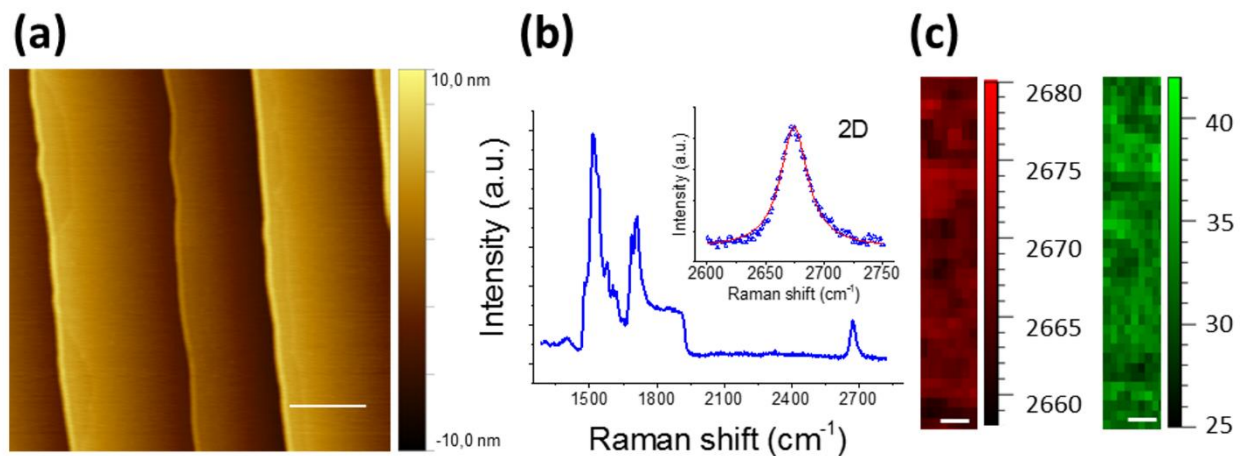 (a)
10,0 nm
-10,0 nm
(b)
Intensity (a.u.)
1500 1800 2100 2400 2700
Raman shift (cm-1)
2D
Intensity (a.u.)
2600 2650 2700 2750
Raman shift (cm-1)
(c)
2680
2675
2670
2665
2660
40
35
30
25